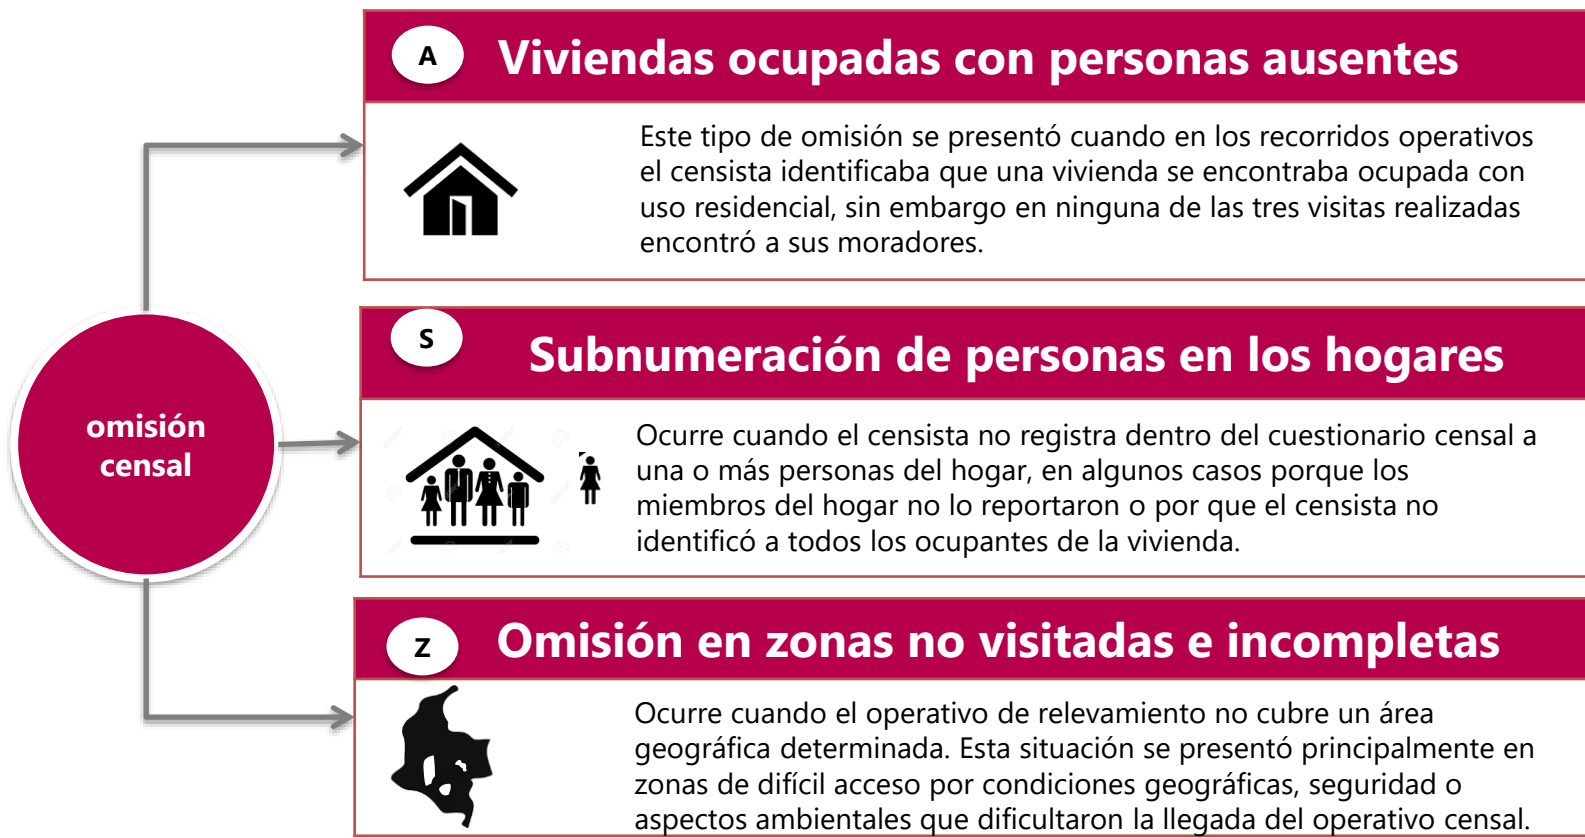 A
Viviendas ocupadas con personas ausentes
Este tipo de omisión se presentó cuando en los recorridos operativos
el censista identificaba que una vivienda se encontraba ocupada con
uso residencial, sin embargo en ninguna de las tres visitas realizadas
encontró a sus moradores.
omisión
censal
S
Subnumeración de personas en los hogares
Ocurre cuando el censista no registra dentro del cuestionario censal a
una o más personas del hogar, en algunos casos porque los
miembros del hogar no lo reportaron o por que el censista no
identificó a todos los ocupantes de la vivienda.
Z
Omisión en zonas no visitadas e incompletas
Ocurre cuando el operativo de relevamiento no cubre un área
geográfica determinada. Esta situación se presentó principalmente en
zonas de difícil acceso por condiciones geográficas, seguridad o
aspectos ambientales que dificultaron la llegada del operativo censal.